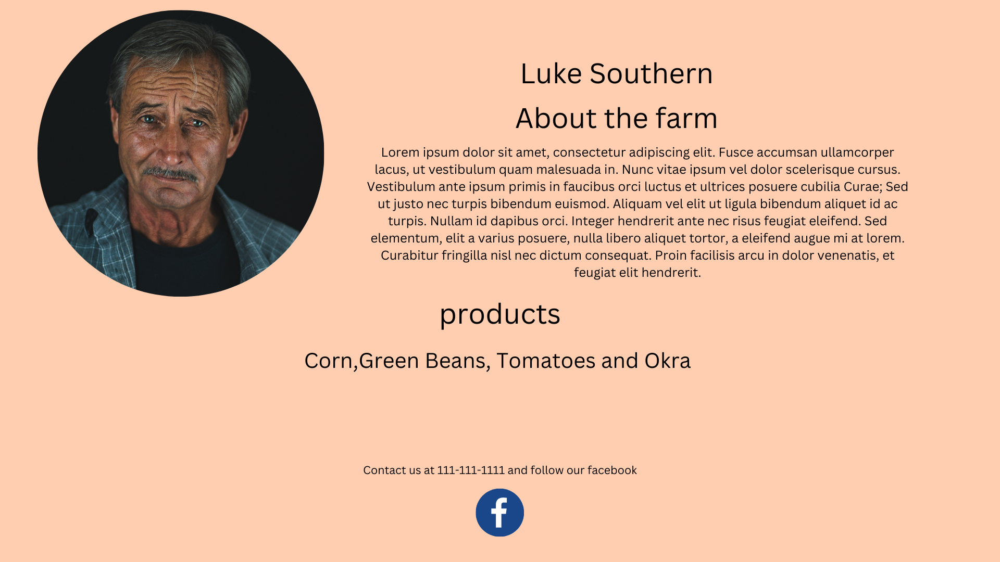 Luke Southern
About the farm
Lorem ipsum dolor sit amet, consectetur adipiscing elit. Fusce accumsan ullamcorper
lacus, ut vestibulum quam malesuada in. Nunc vitae ipsum vel dolor scelerisque cursus.
Vestibulum ante ipsum primis in faucibus orci luctus et ultrices posuere cubilia Curae; Sed
ut justo nec turpis bibendum euismod. Aliquam vel elit ut ligula bibendum aliquet id ac
turpis. Nullam id dapibus orci. Integer hendrerit ante nec risus feugiat eleifend. Sed
elementum, elit a varius posuere, nulla libero aliquet tortor, a eleifend augue mi at lorem.
Curabitur fringilla nisl nec dictum consequat. Proin facilisis arcu in dolor venenatis, et
feugiat elit hendrerit.
products
Corn,Green Beans, Tomatoes and Okra
Contact us at 111-111-1111 and follow our facebook